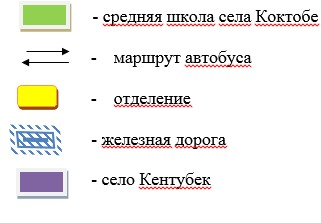 - средняя школа села Коктобе
- маршрут автобуса
- отделение
- железная дорога
- село Кентубек